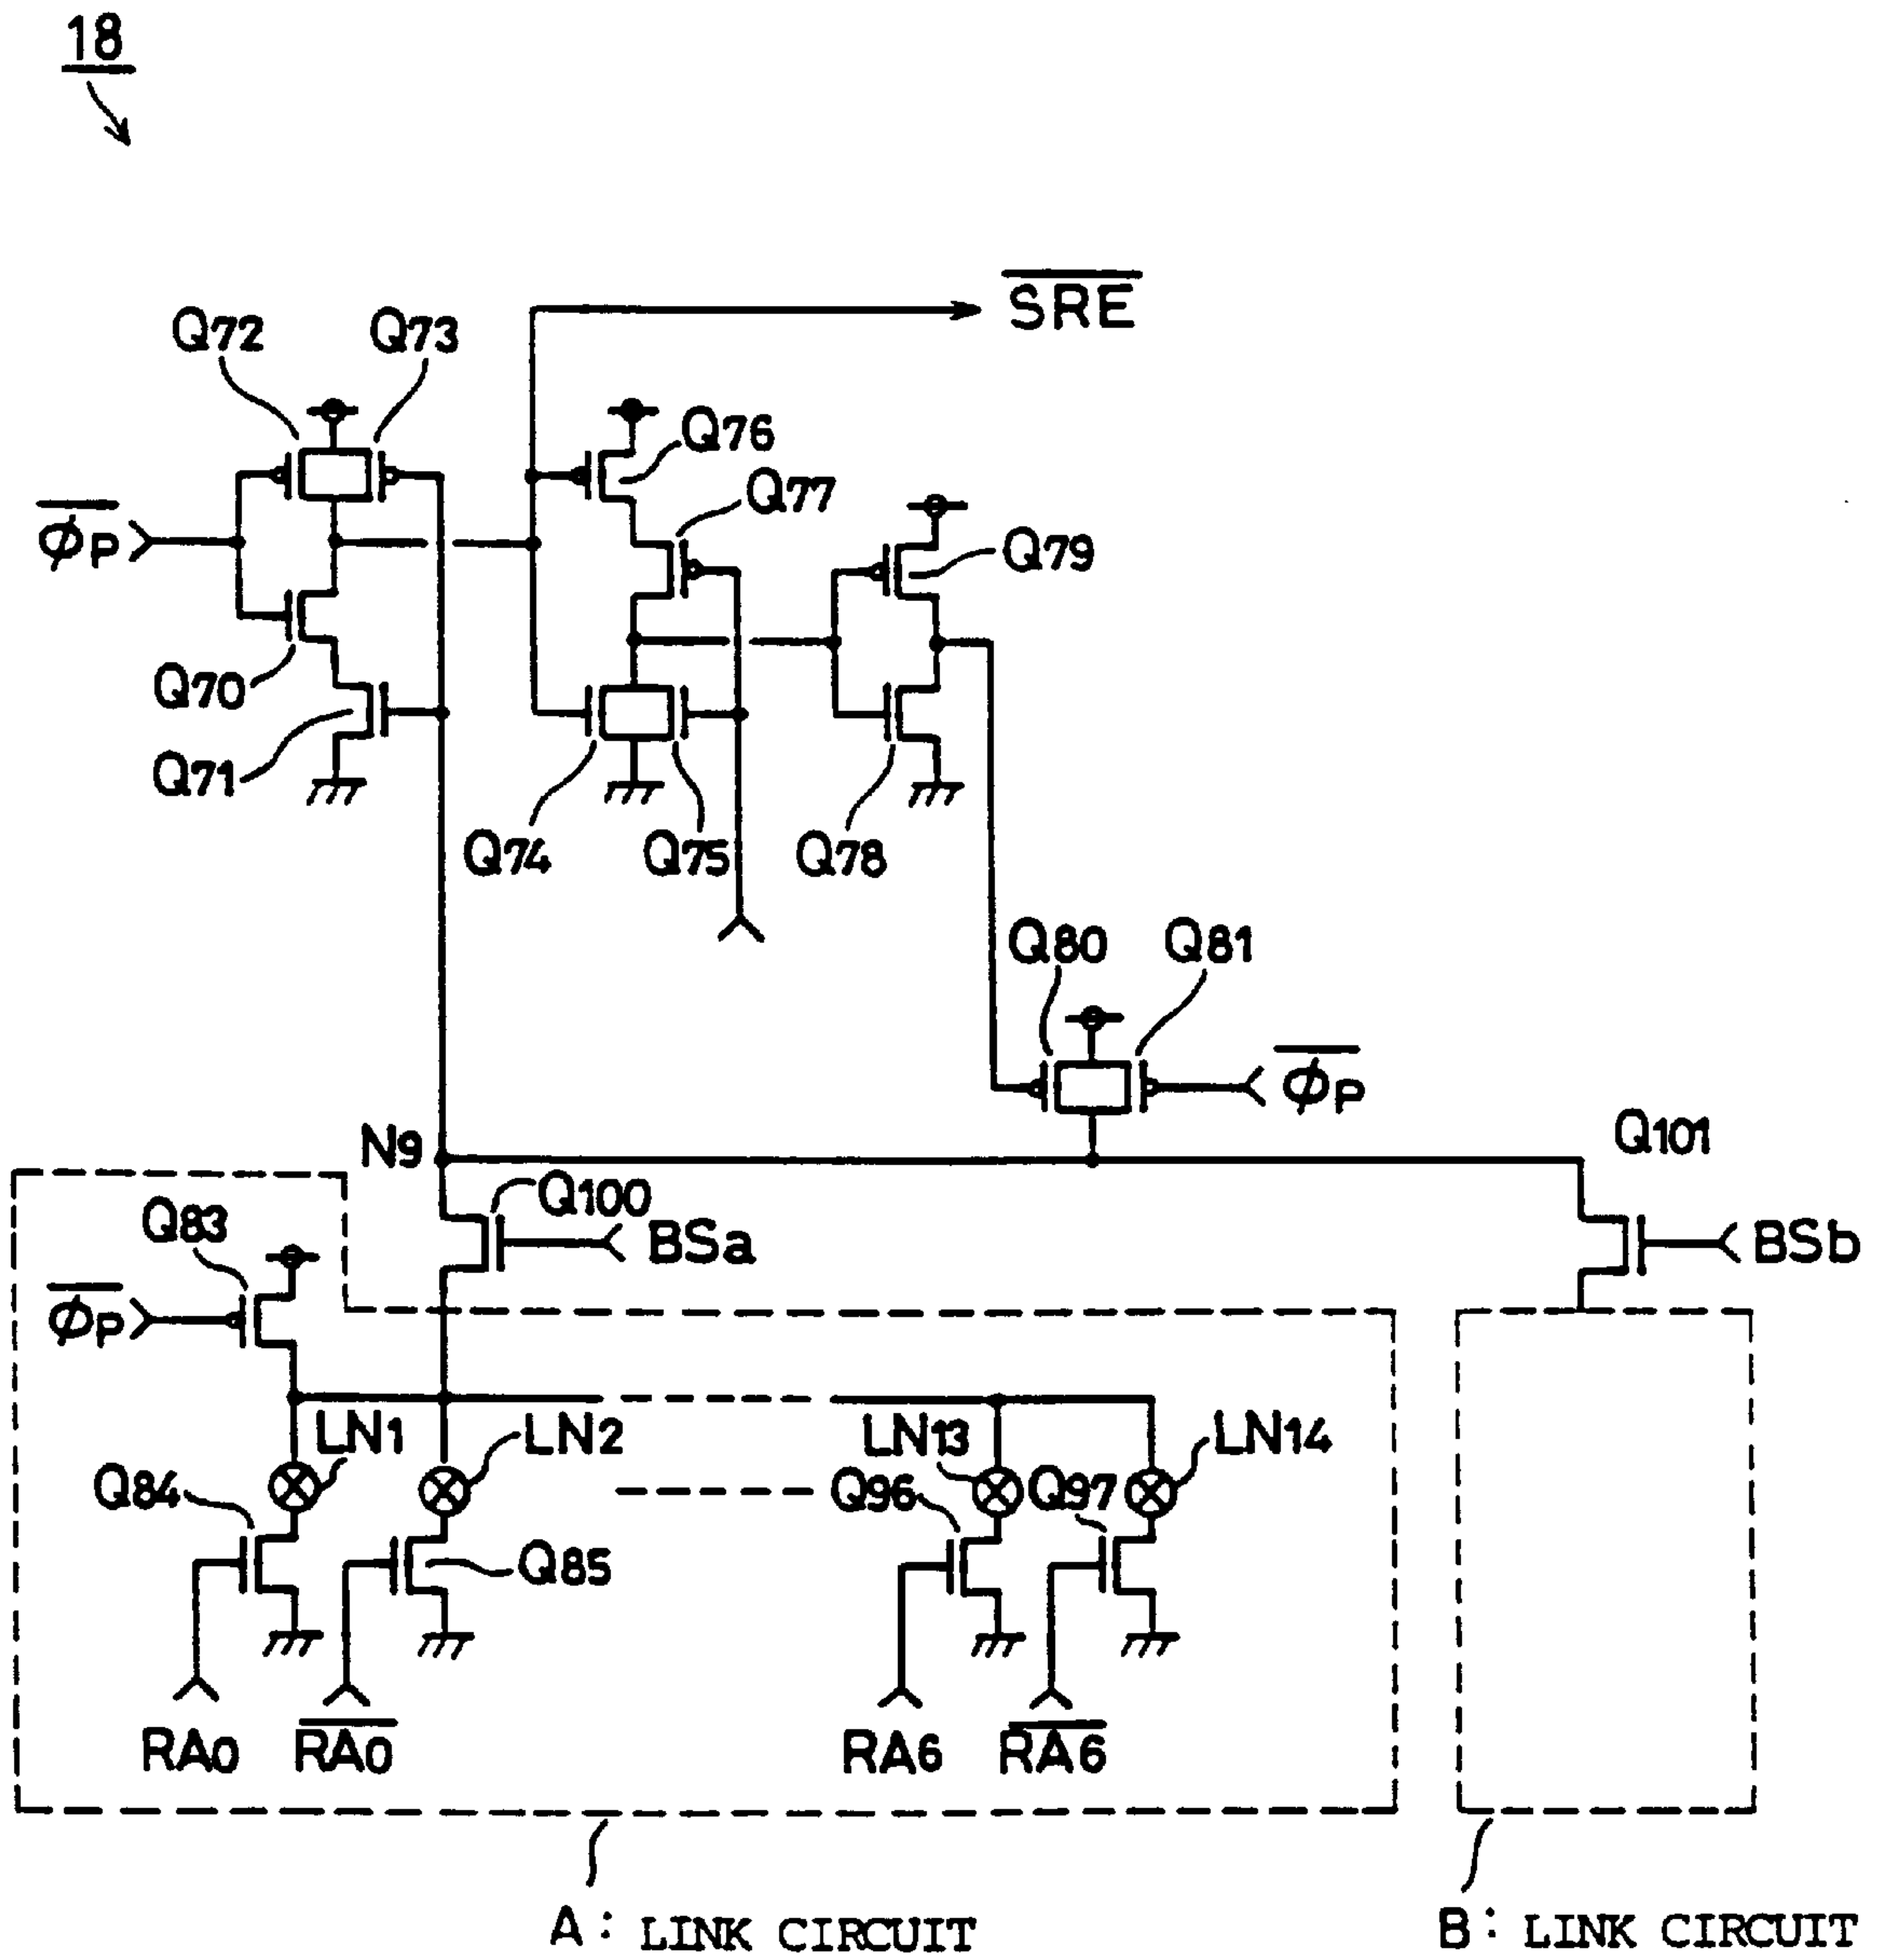 18
SRE
Q72 Q73
Q76
Q77
φP
Q79
Q70
Q71
Q74 Q75 Q78
Q80 Q81
φP
N9
Q101
Q100
Q83
BSa
BSb
φP
LN1 LN2 LN13 LN14
Q84 Q96 Q97
Q85
RA0 RA0 RA6 RA6
A: LINK CIRCUIT
B: LINK CIRCUIT